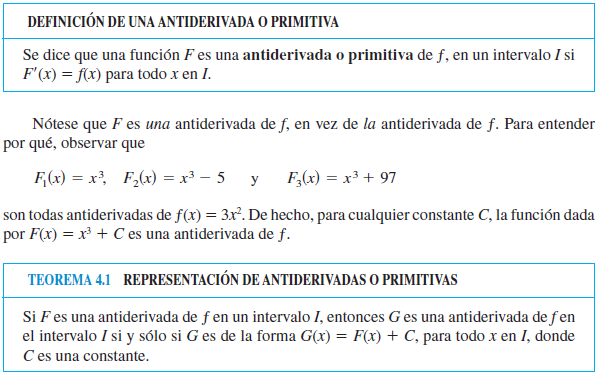 DEFINICIÓN DE UNA ANTIDERIVADA O PRIMITIVA
Se dice que una función F es una antiderivada o primitiva de f, en un intervalo I si
F′(x) = f(x) para todo x en I.
Nótese que F es una antiderivada de f, en vez de la antiderivada de f. Para entender
por qué, observar que
F₁(x) = x³, F₂(x) = x³ − 5 y F₃(x) = x³ + 97
son todas antiderivadas de f(x) = 3x². De hecho, para cualquier constante C, la función dada
por F(x) = x³ + C es una antiderivada de f.
TEOREMA 4.1 REPRESENTACIÓN DE ANTIDERIVADAS O PRIMITIVAS
Si F es una antiderivada de f en un intervalo I, entonces G es una antiderivada de f en
el intervalo I si y sólo si G es de la forma G(x) = F(x) + C, para todo x en I, donde
C es una constante.